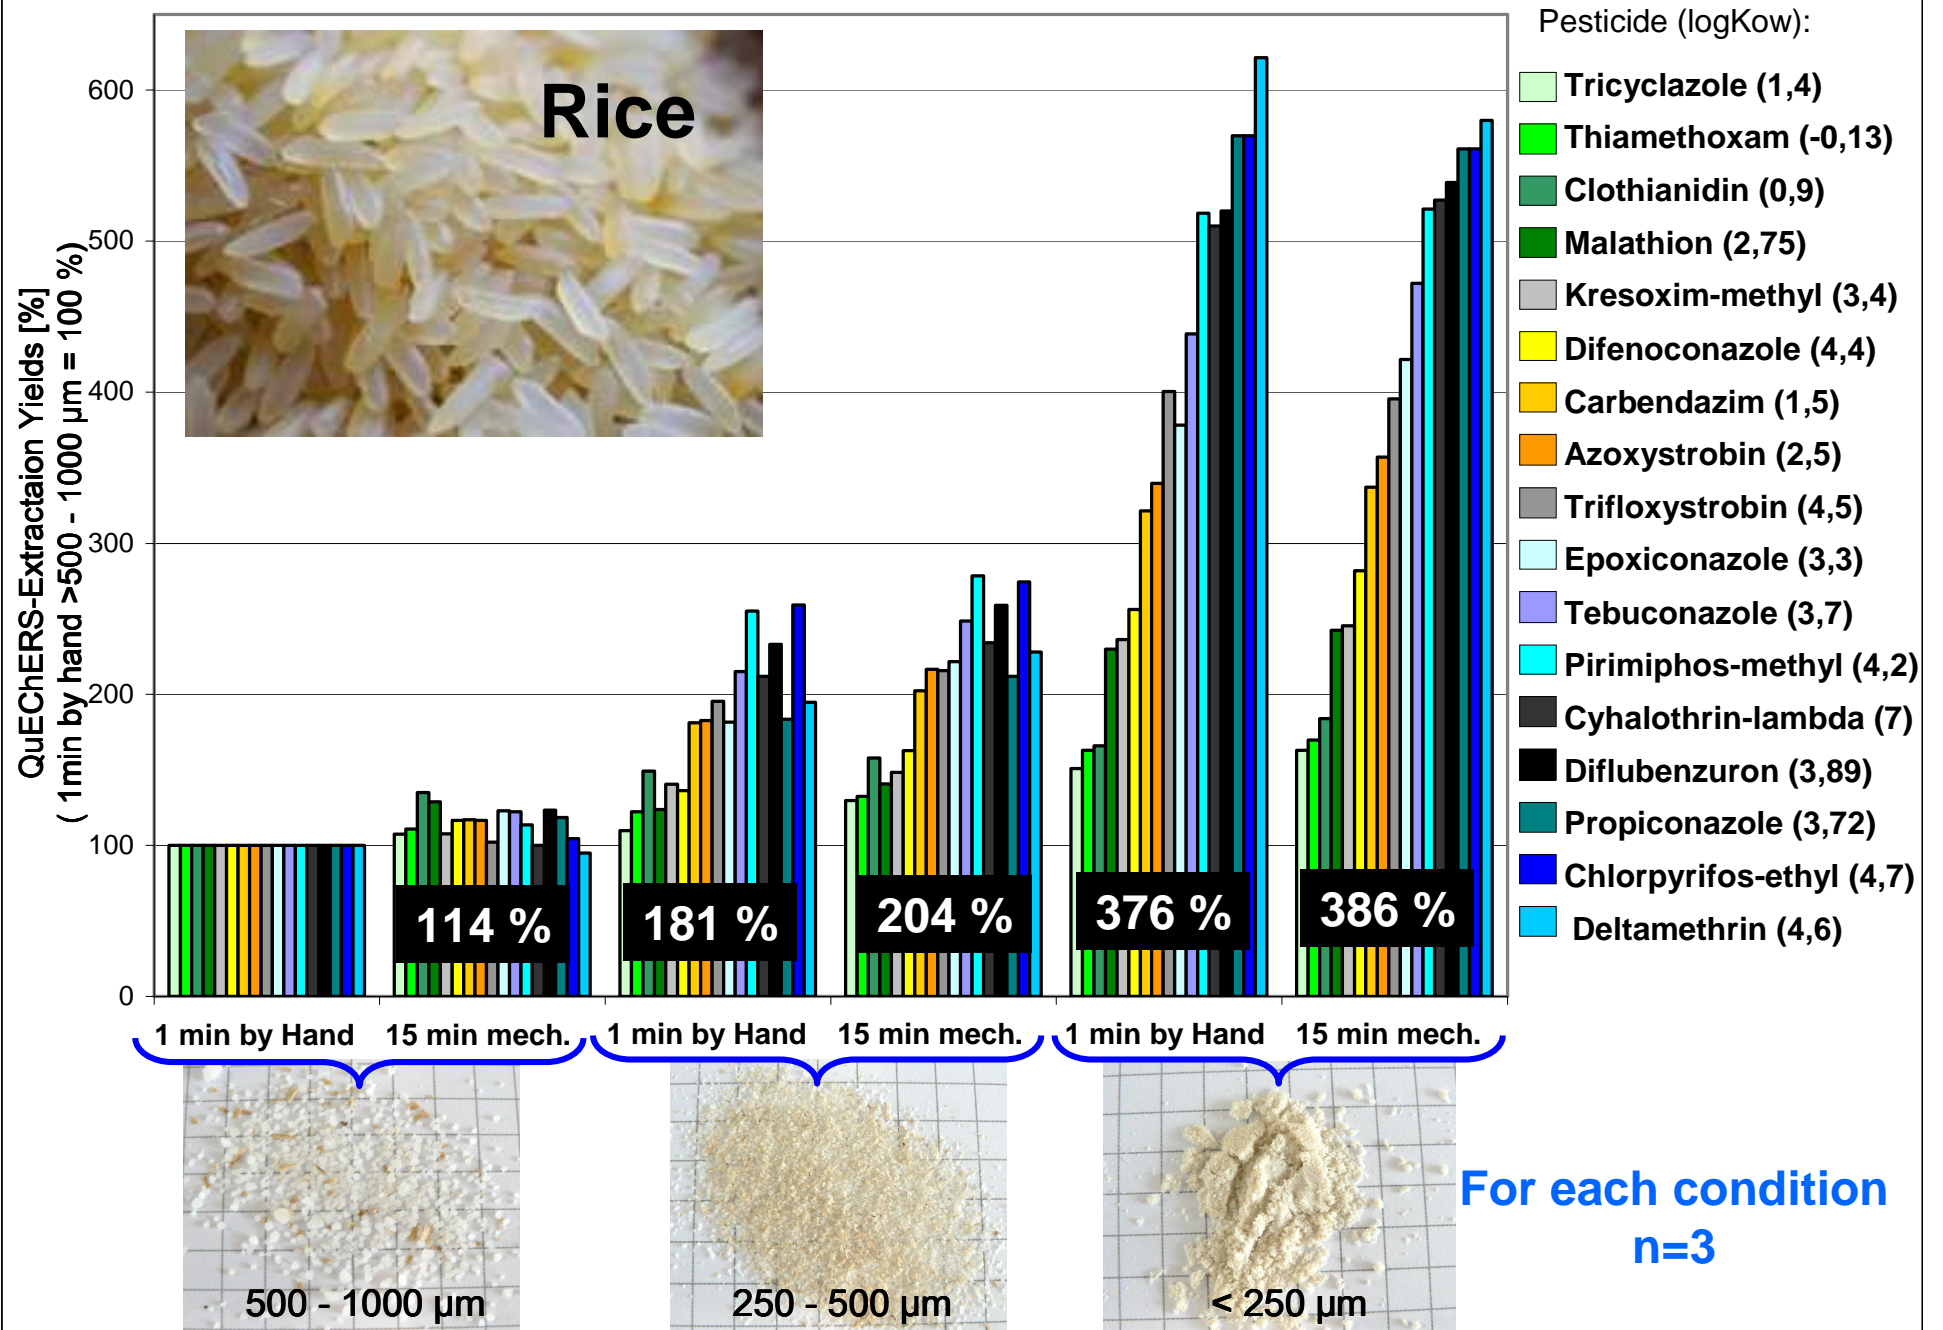 Pesticide (logKow):
Rice
600
500
400
300
200
100
0
QuEChERS-Extractaion Yields [%]
( 1min by hand >500 - 1000 µm = 100 %)
Tricyclazole (1,4)
Thiamethoxam (-0,13)
Clothianidin (0,9)
Malathion (2,75)
Kresoxim-methyl (3,4)
Difenoconazole (4,4)
Carbendazim (1,5)
Azoxystrobin (2,5)
Trifloxystrobin (4,5)
Epoxiconazole (3,3)
Tebuconazole (3,7)
Pirimiphos-methyl (4,2)
Cyhalothrin-lambda (7)
Diflubenzuron (3,89)
Propiconazole (3,72)
Chlorpyrifos-ethyl (4,7)
Deltamethrin (4,6)
114 %
181 %
204 %
376 %
386 %
1 min by Hand
15 min mech.
1 min by Hand
15 min mech.
1 min by Hand
15 min mech.
500 - 1000 µm
250 - 500 µm
< 250 µm
For each condition
n=3